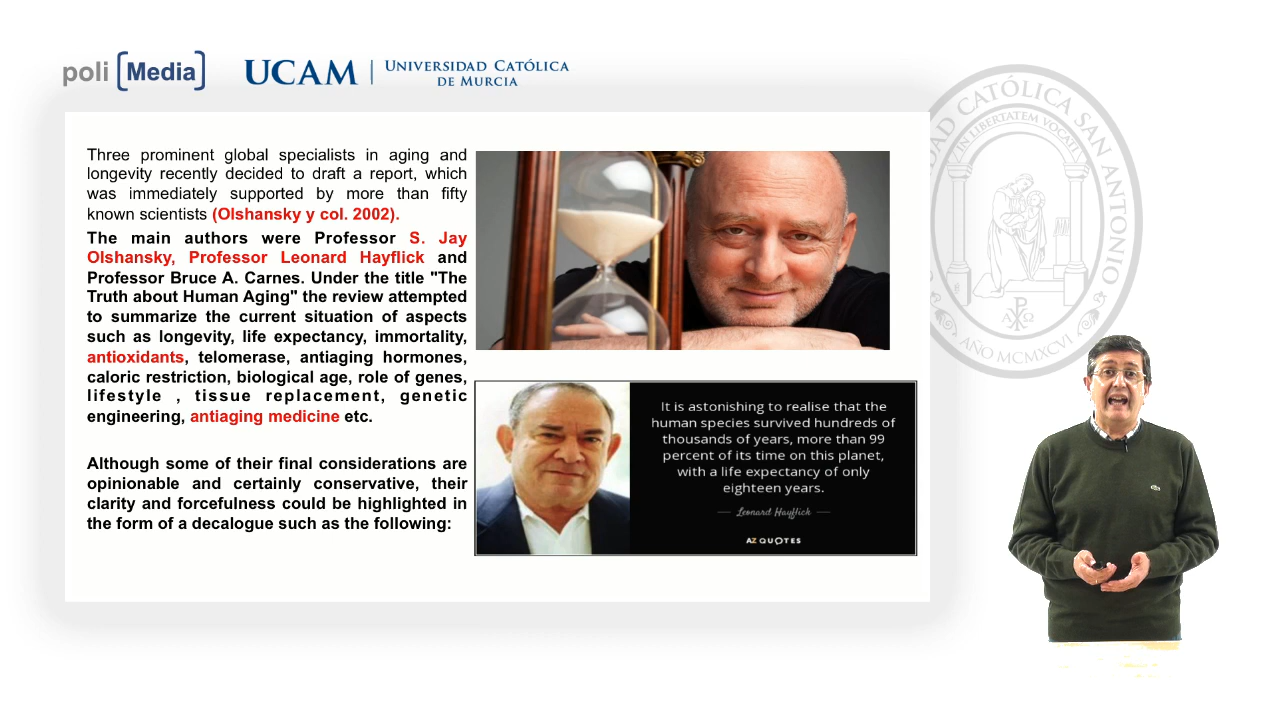 poli [Media]
UCAM
UNIVERSIDAD CATÓLICA
DE MURCIA
Three prominent global specialists in aging and
longevity recently decided to draft a report, which
was immediately supported by more than fifty
known scientists (Olshansky y col. 2002).
The main authors were Professor S. Jay
Olshansky, Professor Leonard Hayflick and
Professor Bruce A. Carnes. Under the title "The
Truth about Human Aging" the review attempted
to summarize the current situation of aspects
such as longevity, life expectancy, immortality,
antioxidants, telomerase, antiaging hormones,
caloric restriction, biological age, role of genes,
lifestyle , tissue replacement, genetic
engineering, antiaging medicine etc.
Although some of their final considerations are
opinionable and certainly conservative, their
clarity and forcefulness could be highlighted in
the form of a decalogue such as the following:
It is astonishing to realise that the
human species survived hundreds of
thousands of years, more than 99
percent of its time on this planet,
with a life expectancy of only
eighteen years.
Leonard Hayflick
AZ QUOTES
CATÓLICA SAN ANTONIO
IN LIBERTATEM VOCATI
AÑO MCMXCVI